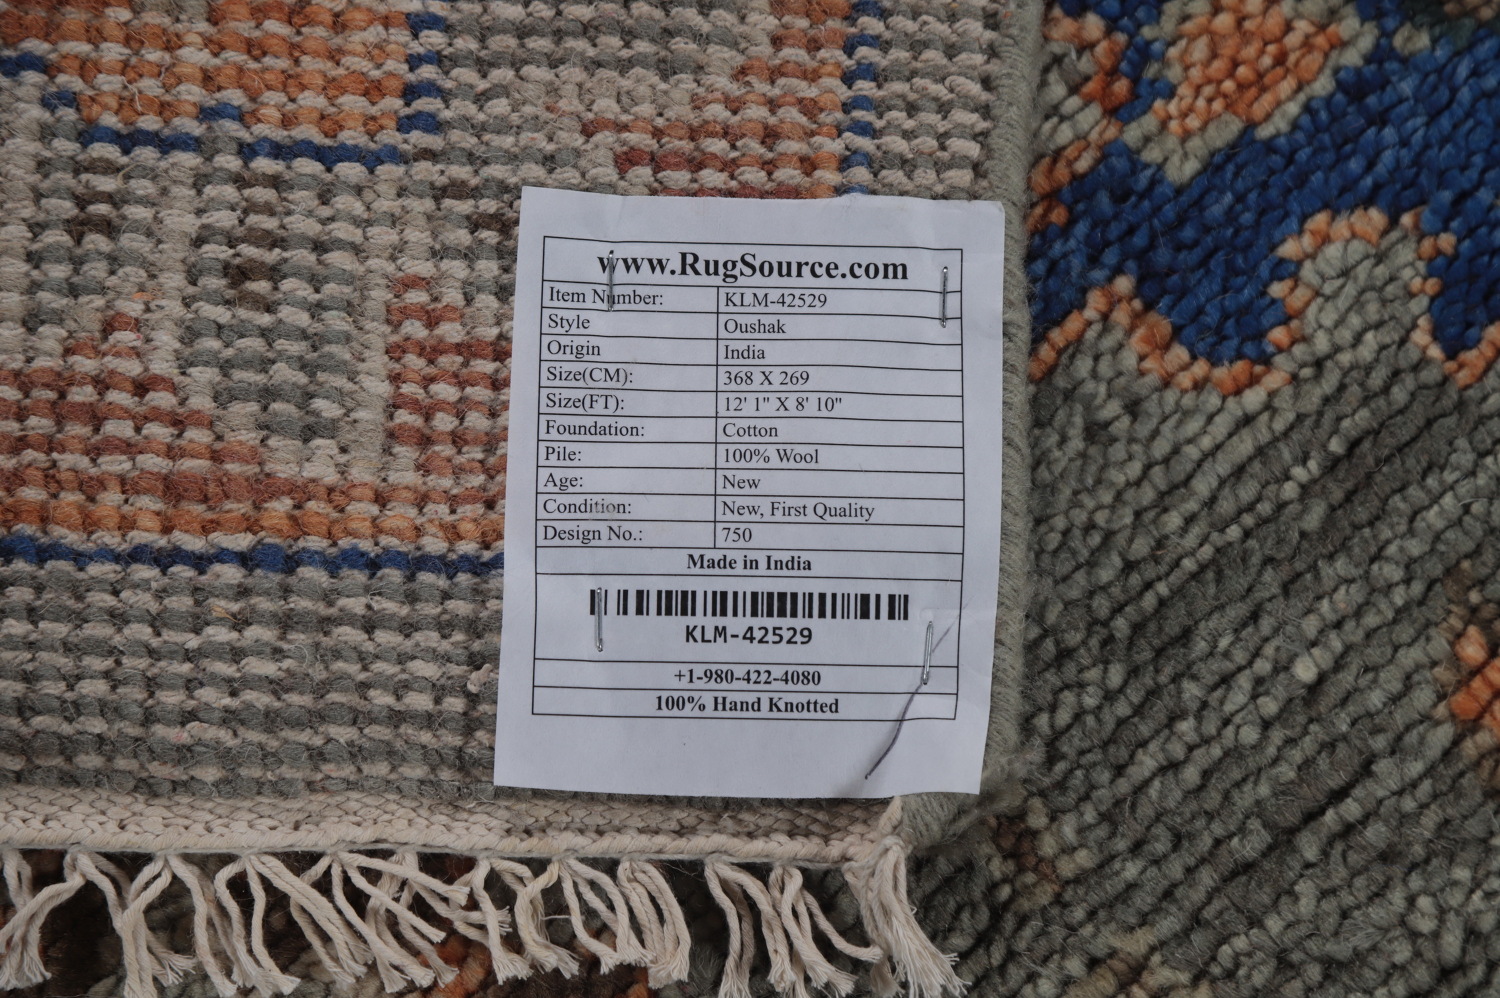 www.RugSource.com
Item Number: KLM-42529
Style Oushak
Origin India
Size(CM): 368 X 269
Size(FT): 12' 1" X 8' 10"
Foundation: Cotton
Pile: 100% Wool
Age: New
Condition: New, First Quality
Design No.: 750
Made in India
KLM-42529
+1-980-422-4080
100% Hand Knotted